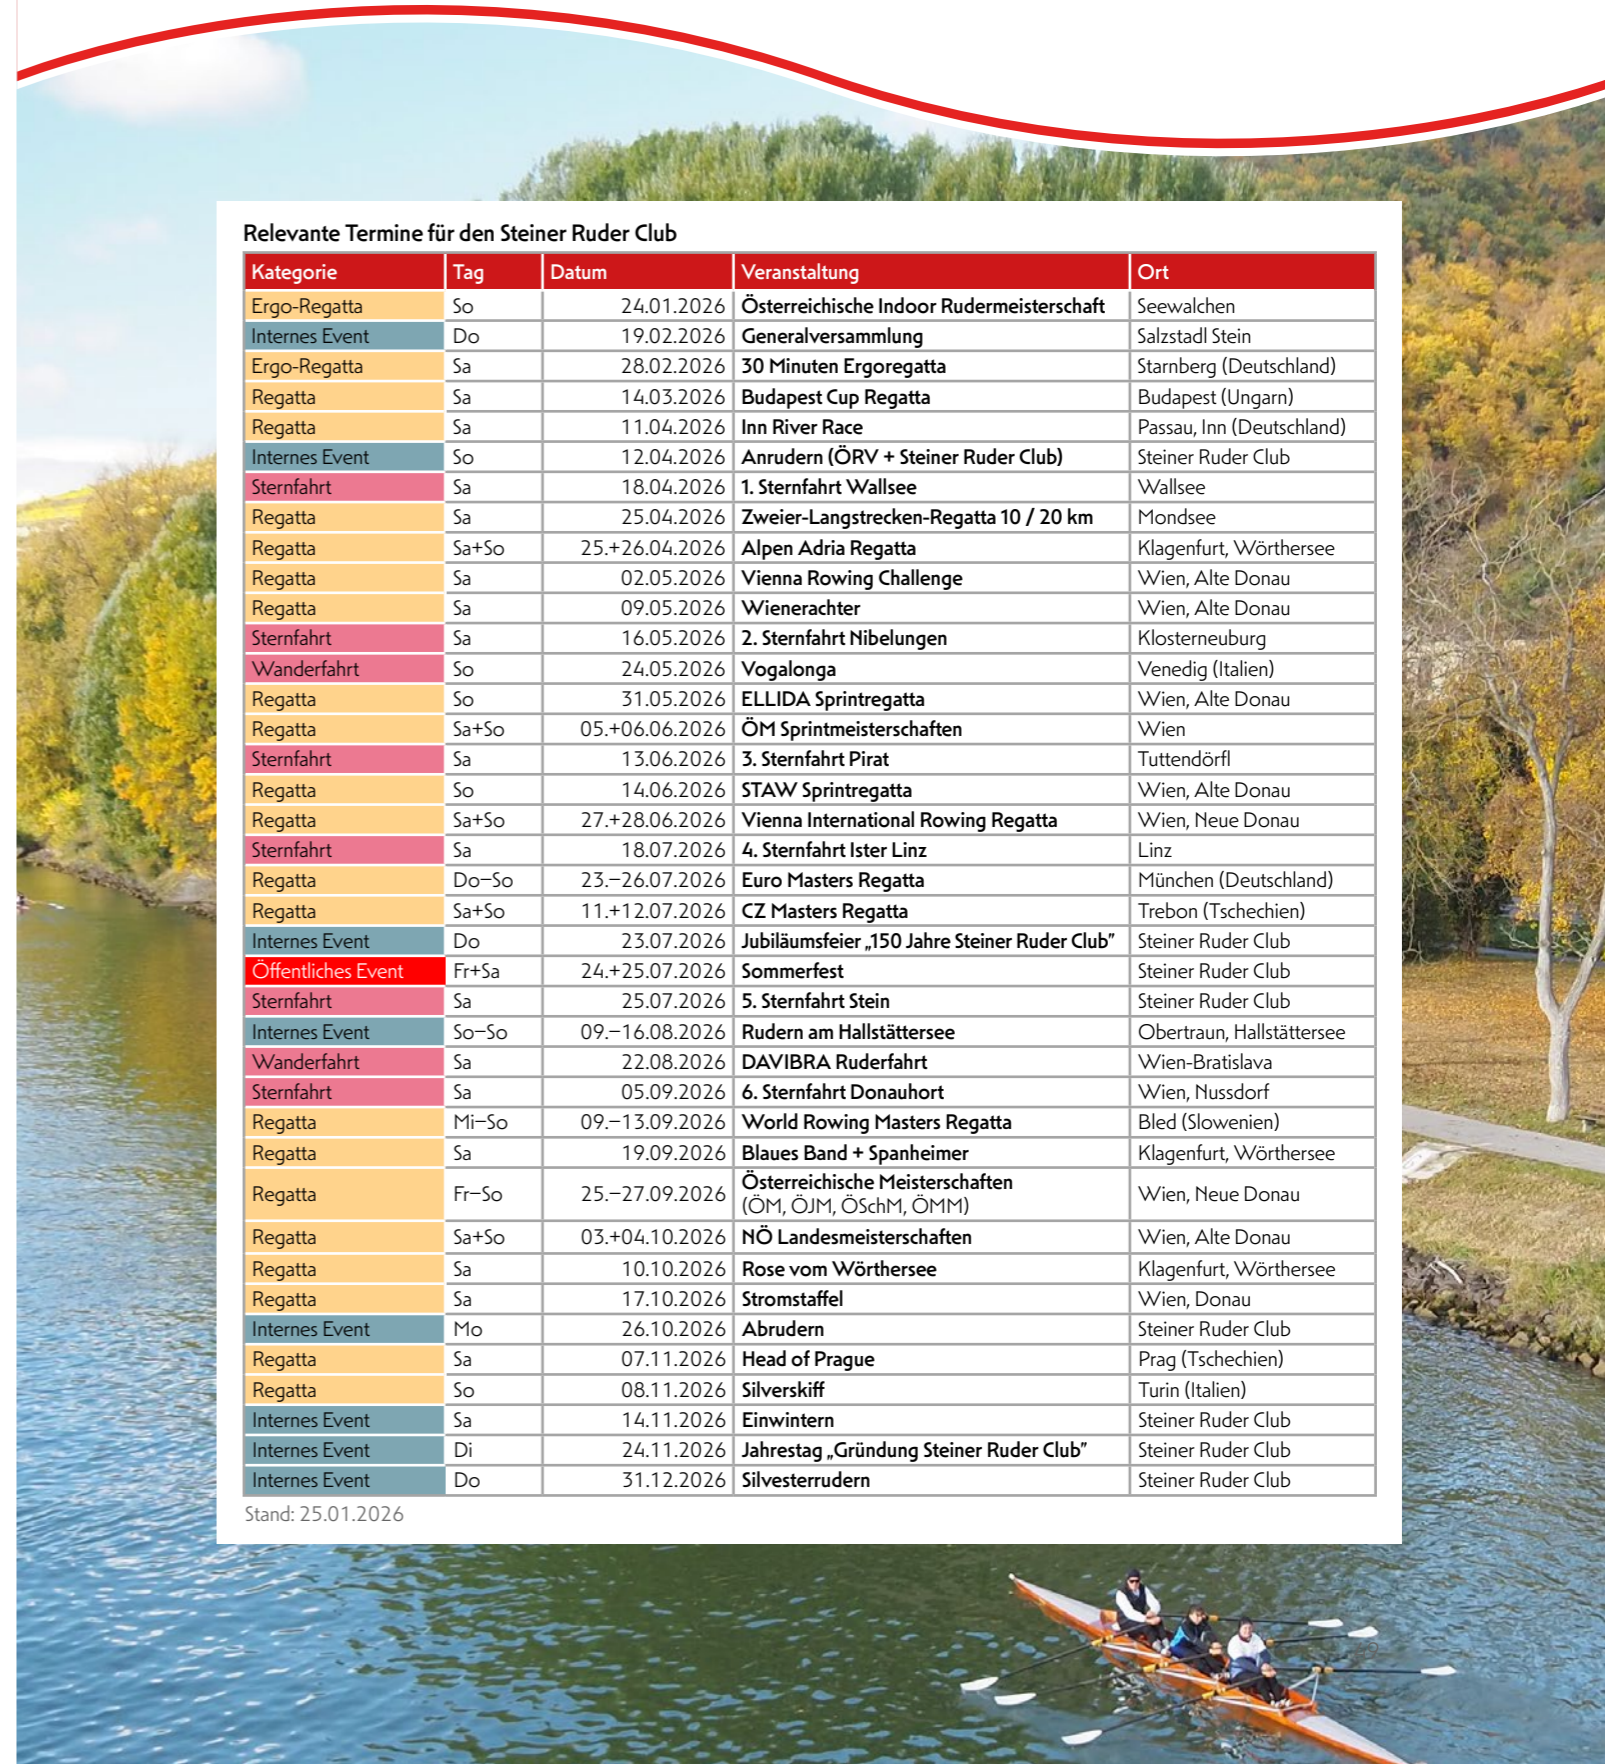 Relevante Termine für den Steiner Ruder Club
Kategorie Tag Datum Veranstaltung Ort
Ergo-Regatta So 24.01.2026 Österreichische Indoor Rudermeisterschaft Seewalchen
Internes Event Do 19.02.2026 Generalversammlung Salzstadl Stein
Ergo-Regatta Sa 28.02.2026 30 Minuten Ergoregatta Starnberg (Deutschland)
Regatta Sa 14.03.2026 Budapest Cup Regatta Budapest (Ungarn)
Regatta Sa 11.04.2026 Inn River Race Passau, Inn (Deutschland)
Internes Event So 12.04.2026 Anrudern (ÖRV + Steiner Ruder Club) Steiner Ruder Club
Sternfahrt Sa 18.04.2026 1. Sternfahrt Wallsee Wallsee
Regatta Sa 25.04.2026 Zweier-Langstrecken-Regatta 10 / 20 km Mondsee
Regatta Sa+So 25.+26.04.2026 Alpen Adria Regatta Klagenfurt, Wörthersee
Regatta Sa 02.05.2026 Vienna Rowing Challenge Wien, Alte Donau
Regatta Sa 09.05.2026 Wienerachter Wien, Alte Donau
Sternfahrt Sa 16.05.2026 2. Sternfahrt Nibelungen Klosterneuburg
Wanderfahrt So 24.05.2026 Vogalonga Venedig (Italien)
Regatta So 31.05.2026 ELLIDA Sprintregatta Wien, Alte Donau
Regatta Sa+So 05.+06.06.2026 ÖM Sprintmeisterschaften Wien
Sternfahrt Sa 13.06.2026 3. Sternfahrt Pirat Tuttendörfl
Regatta So 14.06.2026 STAW Sprintregatta Wien, Alte Donau
Regatta Sa+So 27.+28.06.2026 Vienna International Rowing Regatta Wien, Neue Donau
Sternfahrt Sa 18.07.2026 4. Sternfahrt Ister Linz Linz
Regatta Do–So 23.–26.07.2026 Euro Masters Regatta München (Deutschland)
Regatta Sa+So 11.+12.07.2026 CZ Masters Regatta Trebon (Tschechien)
Internes Event Do 23.07.2026 Jubiläumsfeier „150 Jahre Steiner Ruder Club" Steiner Ruder Club
Öffentliches Event Fr+Sa 24.+25.07.2026 Sommerfest Steiner Ruder Club
Sternfahrt Sa 25.07.2026 5. Sternfahrt Stein Steiner Ruder Club
Internes Event So–So 09.–16.08.2026 Rudern am Hallstättersee Obertraun, Hallstättersee
Wanderfahrt Sa 22.08.2026 DAVIBRA Ruderfahrt Wien-Bratislava
Sternfahrt Sa 05.09.2026 6. Sternfahrt Donauhort Wien, Nussdorf
Regatta Mi–So 09.–13.09.2026 World Rowing Masters Regatta Bled (Slowenien)
Regatta Sa 19.09.2026 Blaues Band + Spanheimer Klagenfurt, Wörthersee
Regatta Fr–So 25.–27.09.2026 Österreichische Meisterschaften Wien, Neue Donau
(ÖM, ÖJM, ÖSchM, ÖMM)
Regatta Sa+So 03.+04.10.2026 NÖ Landesmeisterschaften Wien, Alte Donau
Regatta Sa 10.10.2026 Rose vom Wörthersee Klagenfurt, Wörthersee
Regatta Sa 17.10.2026 Stromstaffel Wien, Donau
Internes Event Mo 26.10.2026 Abrudern Steiner Ruder Club
Regatta Sa 07.11.2026 Head of Prague Prag (Tschechien)
Regatta So 08.11.2026 Silverskiff Turin (Italien)
Internes Event Sa 14.11.2026 Einwintern Steiner Ruder Club
Internes Event Di 24.11.2026 Jahrestag „Gründung Steiner Ruder Club" Steiner Ruder Club
Internes Event Do 31.12.2026 Silvesterrudern Steiner Ruder Club
Stand: 25.01.2026